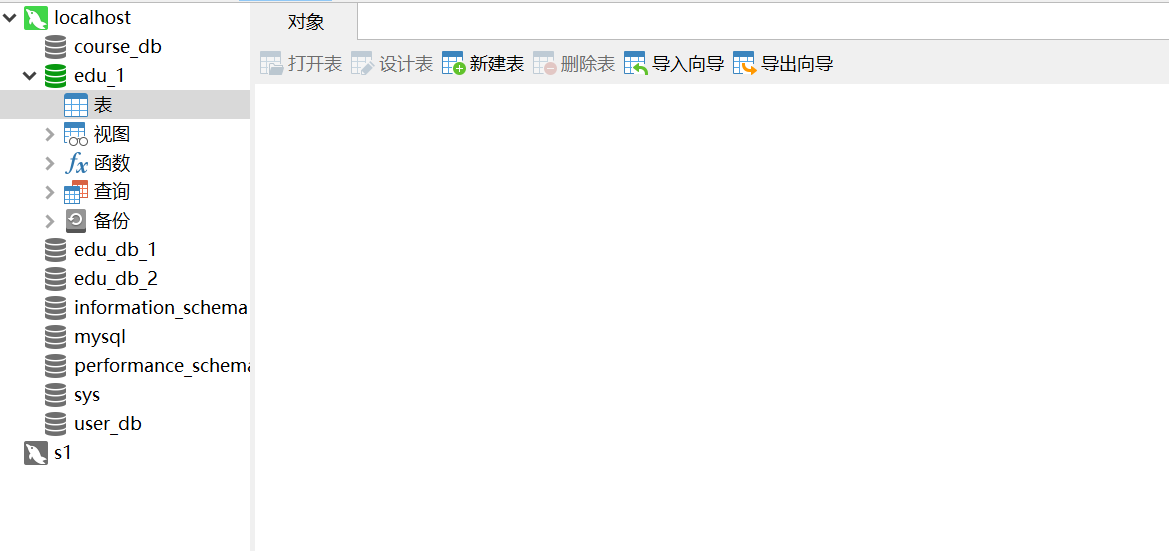 localhost
course_db
edu_1
表
视图
函数
查询
备份
edu_db_1
edu_db_2
information_schema
mysql
performance_schema
sys
user_db
s1
对象
打开表 设计表 新建表 删除表 导入向导 导出向导